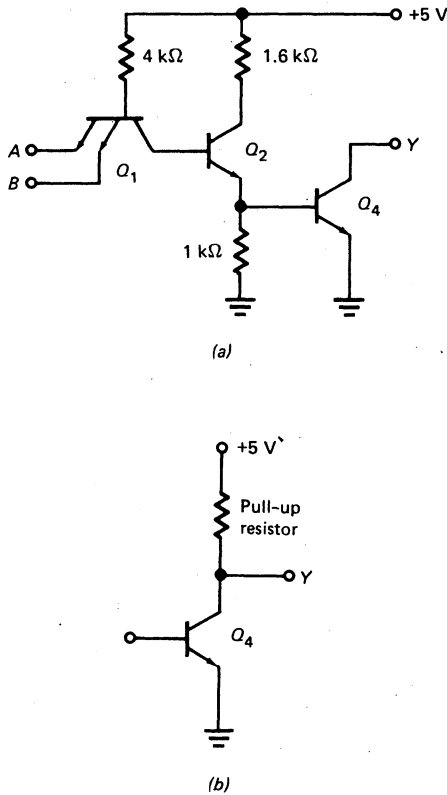 +5 V
4 kΩ
1.6 kΩ
A
B
Q1
Q2
Y
Q4
1 kΩ
(a)
+5 V
Pull-up
resistor
Y
Q4
(b)